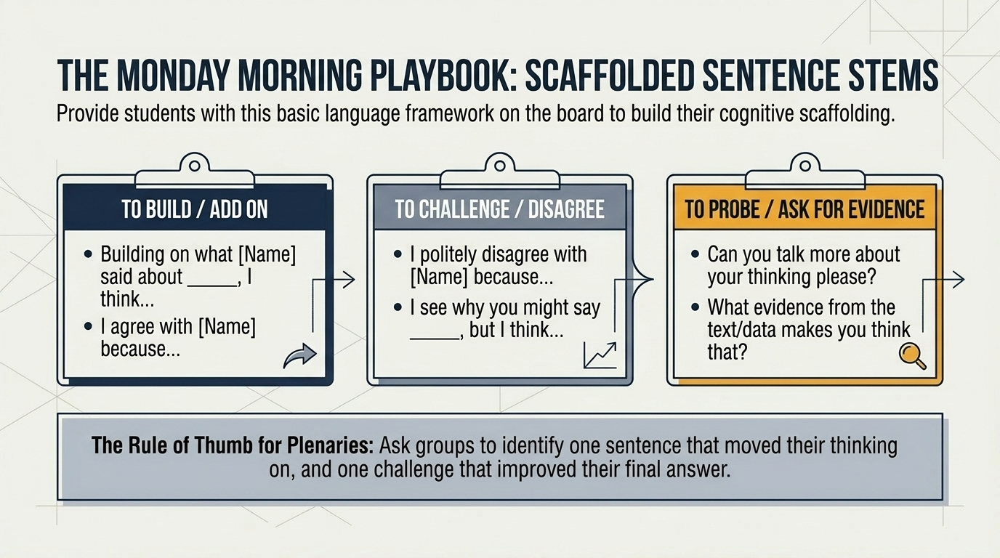 THE MONDAY MORNING PLAYBOOK: SCAFFOLDED SENTENCE STEMS
Provide students with this basic language framework on the board to build their cognitive scaffolding.
TO BUILD / ADD ON
• Building on what [Name]
said about _____, I
think...
• I agree with [Name]
because...
TO CHALLENGE / DISAGREE
• I politely disagree with
[Name] because...
• I see why you might say
_____, but I think...
TO PROBE / ASK FOR EVIDENCE
• Can you talk more about
your thinking please?
• What evidence from the
text/data makes you think
that?
The Rule of Thumb for Plenaries: Ask groups to identify one sentence that moved their thinking
on, and one challenge that improved their final answer.